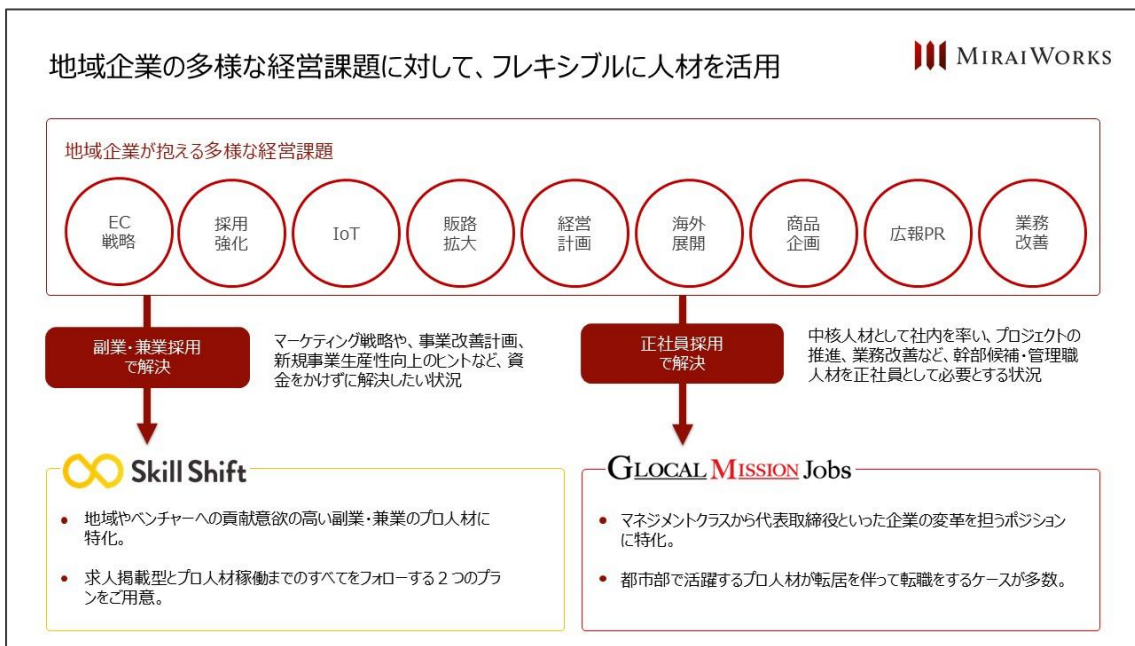 地域企業の多様な経営課題に対して、フレキシブルに人材を活用
MIRAIWORKS
地域企業が抱える多様な経営課題
EC
戦略
採用
強化
IoT
販路
拡大
経営
計画
海外
展開
商品
企画
広報PR
業務
改善
副業・兼業採用
で解決
マーケティング戦略や、事業改善計画、
新規事業生産性向上のヒントなど、資
金をかけずに解決したい状況
正社員採用
で解決
中核人材として社内を率い、プロジェクトの
推進、業務改善など、幹部候補・管理職
人材を正社員として必要とする状況
Skill Shift
• 地域やベンチャーへの貢献意欲の高い副業・兼業のプロ人材に
特化。
• 求人掲載型とプロ人材稼働までのすべてをフォローする２つのプラ
ンをご用意。
GLOCAL MISSION Jobs
• マネジメントクラスから代表取締役といった企業の変革を担うポジション
に特化。
• 都市部で活躍するプロ人材が転居を伴って転職をするケースが多数。